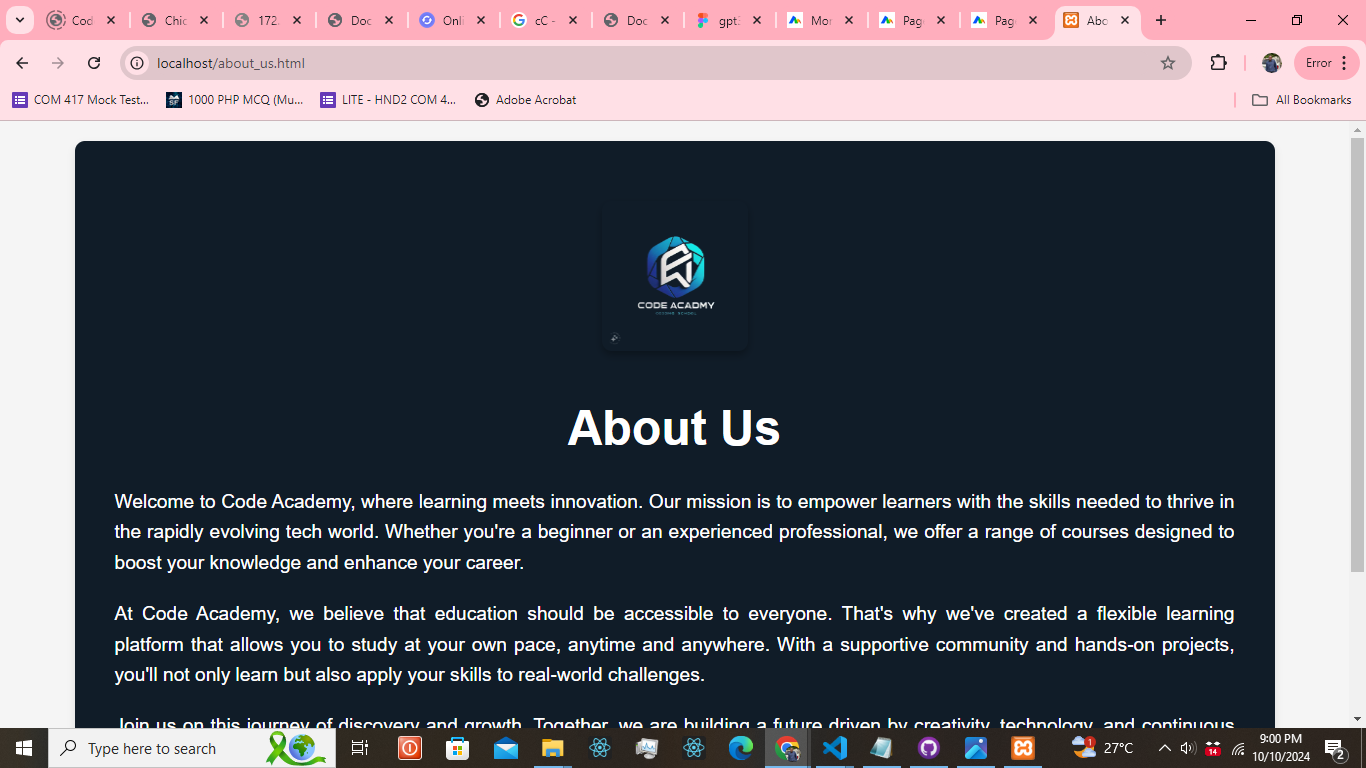 Cod
Chic
172.
Doc
Onli
cC -
Doc
gpt.
Mor
Pag
Pag
Abo
localhost/about_us.html
Error
COM 417 Mock Test...
1000 PHP MCQ (Mu...
LITE - HND2 COM 4...
Adobe Acrobat
All Bookmarks
CODE ACADMY
About Us
Welcome to Code Academy, where learning meets innovation. Our mission is to empower learners with the skills needed to thrive in
the rapidly evolving tech world. Whether you're a beginner or an experienced professional, we offer a range of courses designed to
boost your knowledge and enhance your career.
At Code Academy, we believe that education should be accessible to everyone. That's why we've created a flexible learning
platform that allows you to study at your own pace, anytime and anywhere. With a supportive community and hands-on projects,
you'll not only learn but also apply your skills to real-world challenges.
Join us on this journey of discovery and growth. Together, we are building a future driven by creativity, technology, and continuous
Type here to search
1
27°C
14
9:00 PM
10/10/2024
2